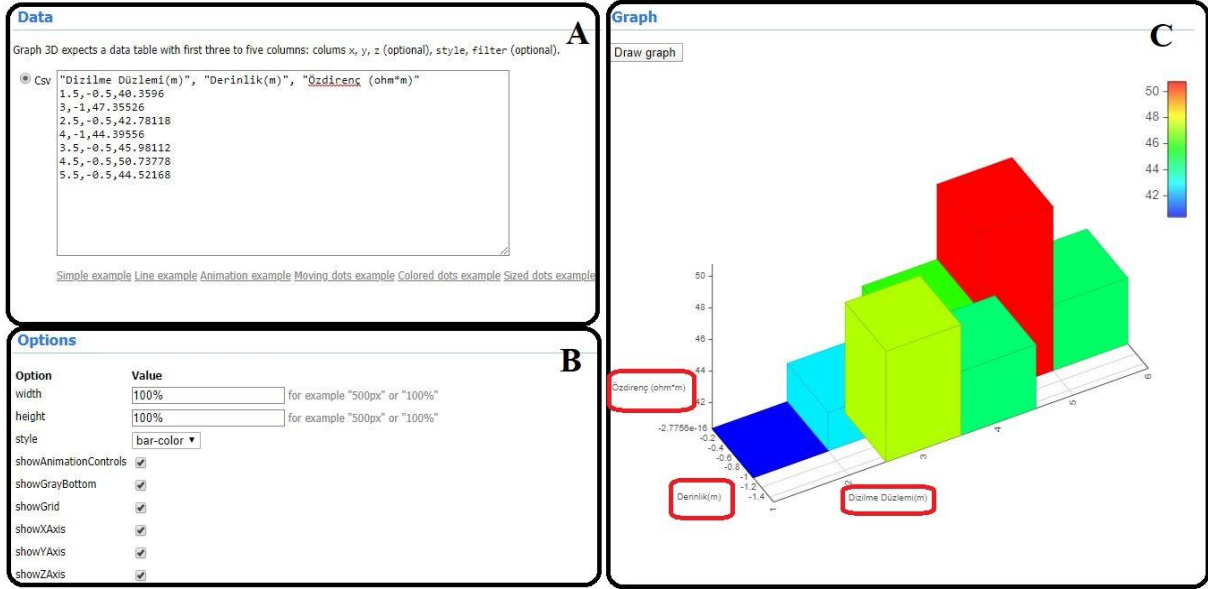 Data
A
Graph 3D expects a data table with first three to five columns: colums x, y, z (optional), style, filter (optional).
Csv
"Dizilme Düzlemi(m)", "Derinlik(m)", "Özdirenç (ohm*m)"
1.5,-0.5,40.3596
3,-1,47.35526
2.5,-0.5,42.78118
4,-1,44.39556
3.5,-0.5,45.98112
4.5,-0.5,50.73778
5.5,-0.5,44.52168
Simple example Line example Animation example Moving dots example Colored dots example Sized dots example
Options
B
Option Value
width 100% for example "500px" or "100%"
height 100% for example "500px" or "100%"
style bar-color
showAnimationControls
showGrayBottom
showGrid
showXAxis
showYAxis
showZAxis
Graph
C
Draw graph
50
48
46
44
42
50
48
46
44
42
Özdirenç (ohm*m)
-2.7756e-16
-0.2
-0.4
-0.6
-0.8
-1
-1.2
-1.4
Derinlik(m)
1
2
3
4
5
6
Dizilme Düzlemi(m)